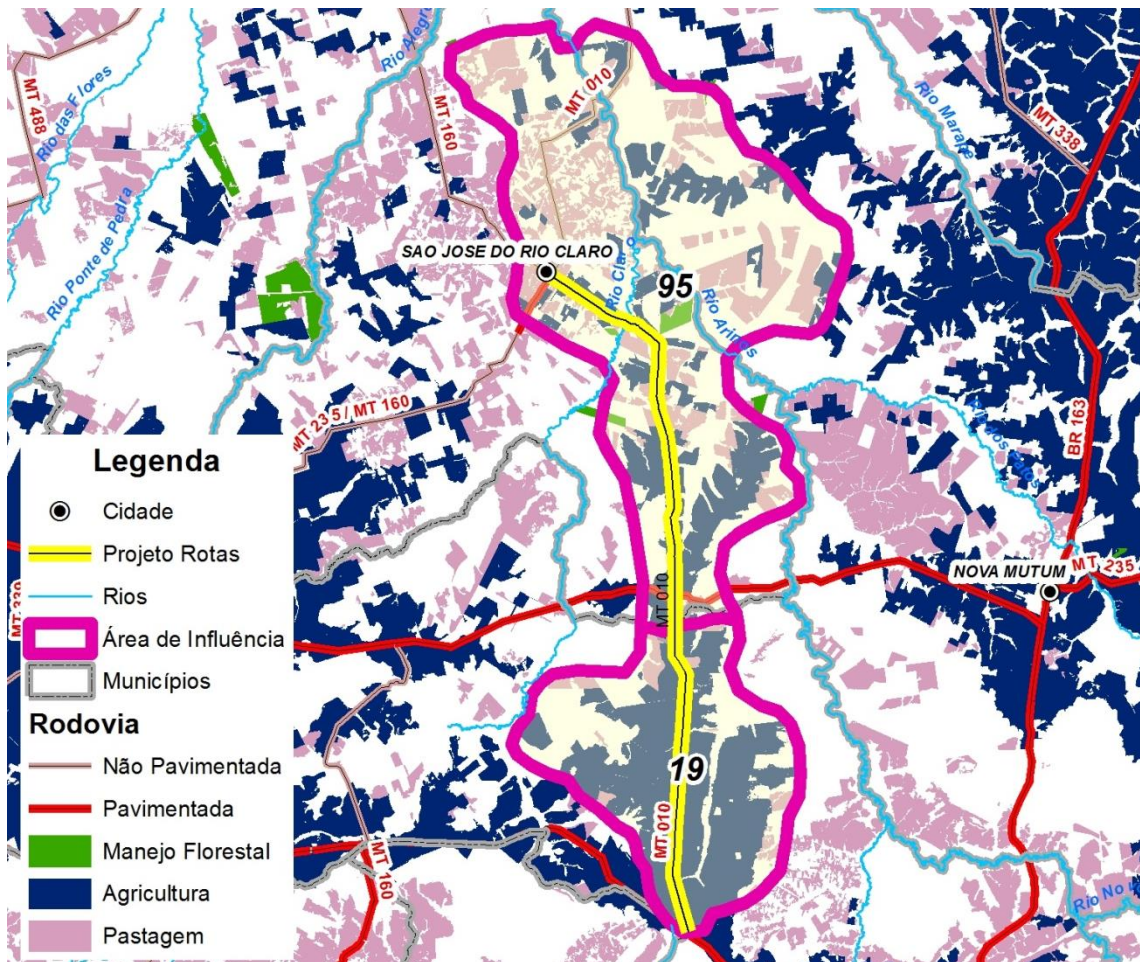 Rio Alegre
MT 010
MT 488
Rio das Flores
MT 160
Rio Marapé
MT 338
Rio Ponte de Pedra
SAO JOSE DO RIO CLARO
Rio Claro
95
Rio Arinos
MT 235 / MT 160
BR 163
Legenda
Cidade
Projeto Rotas
Rios
Área de Influência
Municípios
Rodovia
Não Pavimentada
Pavimentada
Manejo Florestal
Agricultura
Pastagem
NOVA MUTUM
MT 235
MT 010
19
MT 010
MT 160